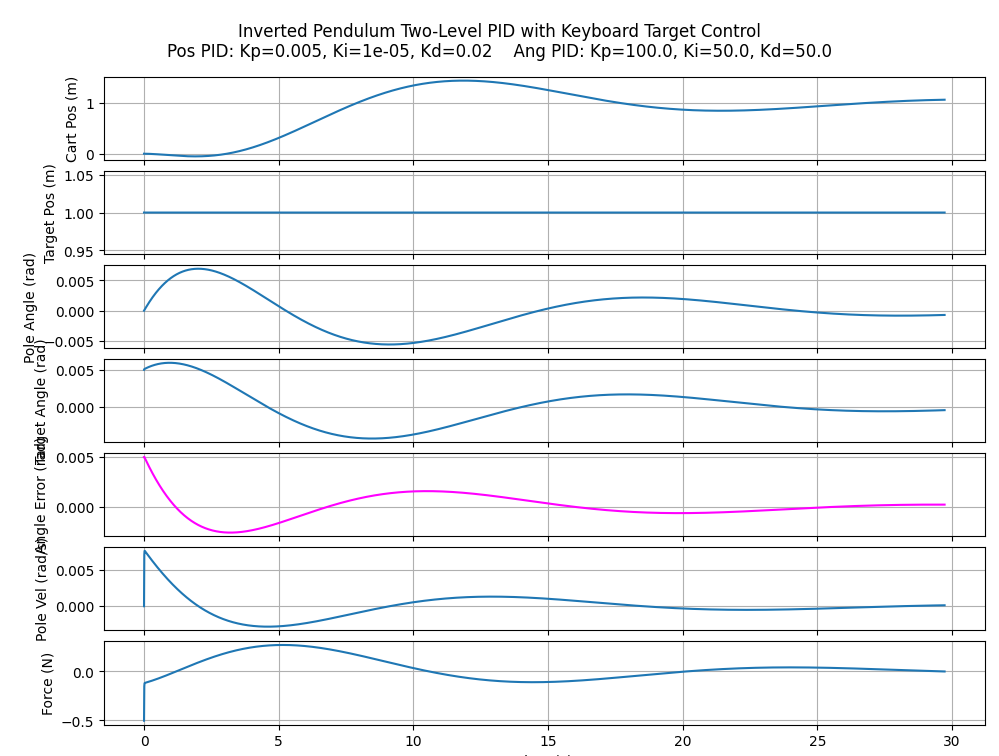 Inverted Pendulum Two-Level PID with Keyboard Target Control
Pos PID: Kp=0.005, Ki=1e-05, Kd=0.02    Ang PID: Kp=100.0, Ki=50.0, Kd=50.0
Cart Pos (m)
1
0
Target Pos (m)
1.05
1.00
0.95
Pole Angle (rad)
0.005
0.000
−0.005
Target Angle (rad)
0.005
0.000
Angle Error (rad)
0.005
0.000
Pole Vel (rad/s)
0.005
0.000
Force (N)
0.0
−0.5
0
5
10
15
20
25
30